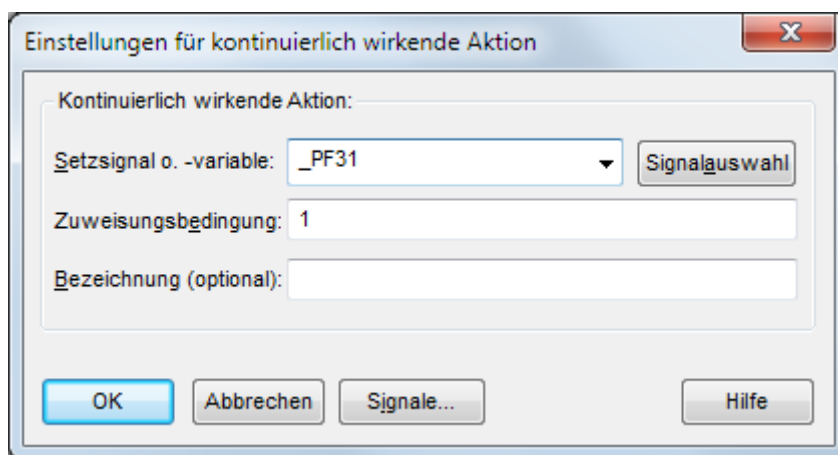 Einstellungen für kontinuierlich wirkende Aktion
Kontinuierlich wirkende Aktion:
Setzsignal o. -variable: _PF31 Signalauswahl
Zuweisungsbedingung: 1
Bezeichnung (optional):
OK Abbrechen Signale... Hilfe